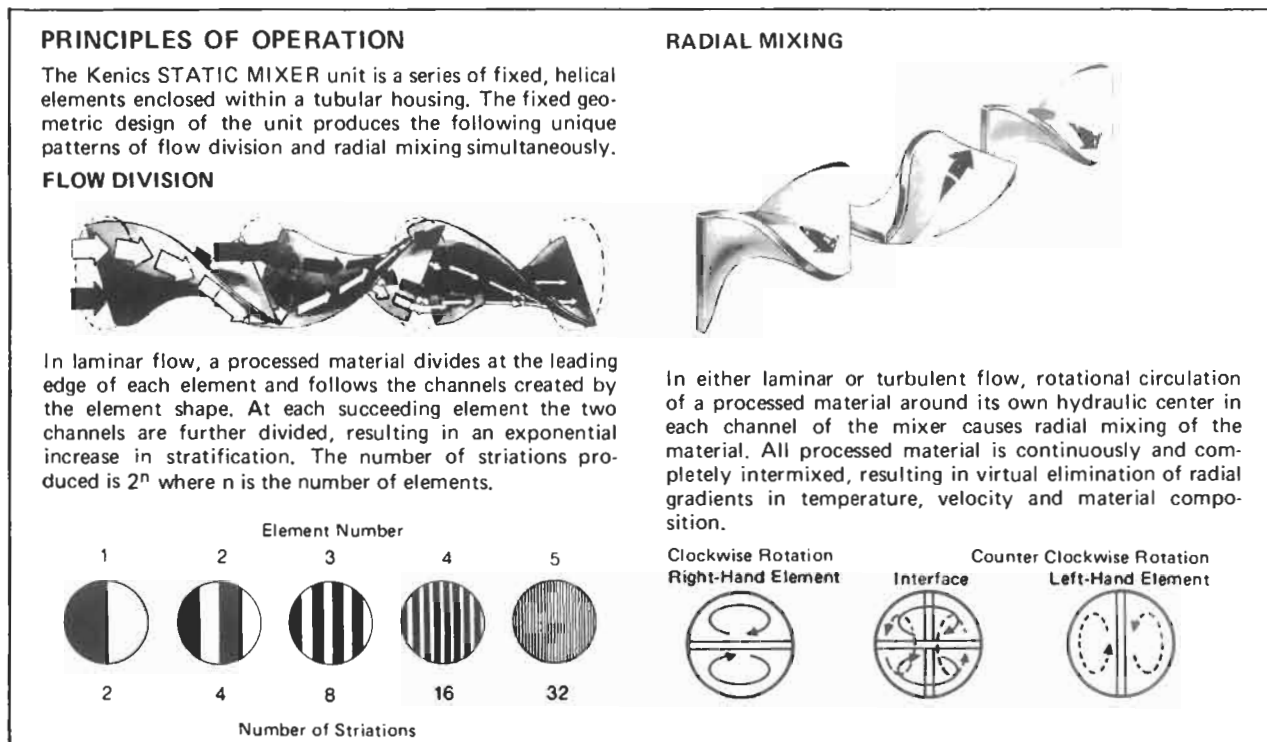 PRINCIPLES OF OPERATION
The Kenics STATIC MIXER unit is a series of fixed, helical
elements enclosed within a tubular housing. The fixed geo-
metric design of the unit produces the following unique
patterns of flow division and radial mixing simultaneously.
FLOW DIVISION
In laminar flow, a processed material divides at the leading
edge of each element and follows the channels created by
the element shape. At each succeeding element the two
channels are further divided, resulting in an exponential
increase in stratification. The number of striations pro-
duced is 2ⁿ where n is the number of elements.
Element Number
1 2 3 4 5
2 4 8 16 32
Number of Striations
RADIAL MIXING
In either laminar or turbulent flow, rotational circulation
of a processed material around its own hydraulic center in
each channel of the mixer causes radial mixing of the
material. All processed material is continuously and com-
pletely intermixed, resulting in virtual elimination of radial
gradients in temperature, velocity and material compo-
sition.
Clockwise Rotation Counter Clockwise Rotation
Right-Hand Element Interface Left-Hand Element